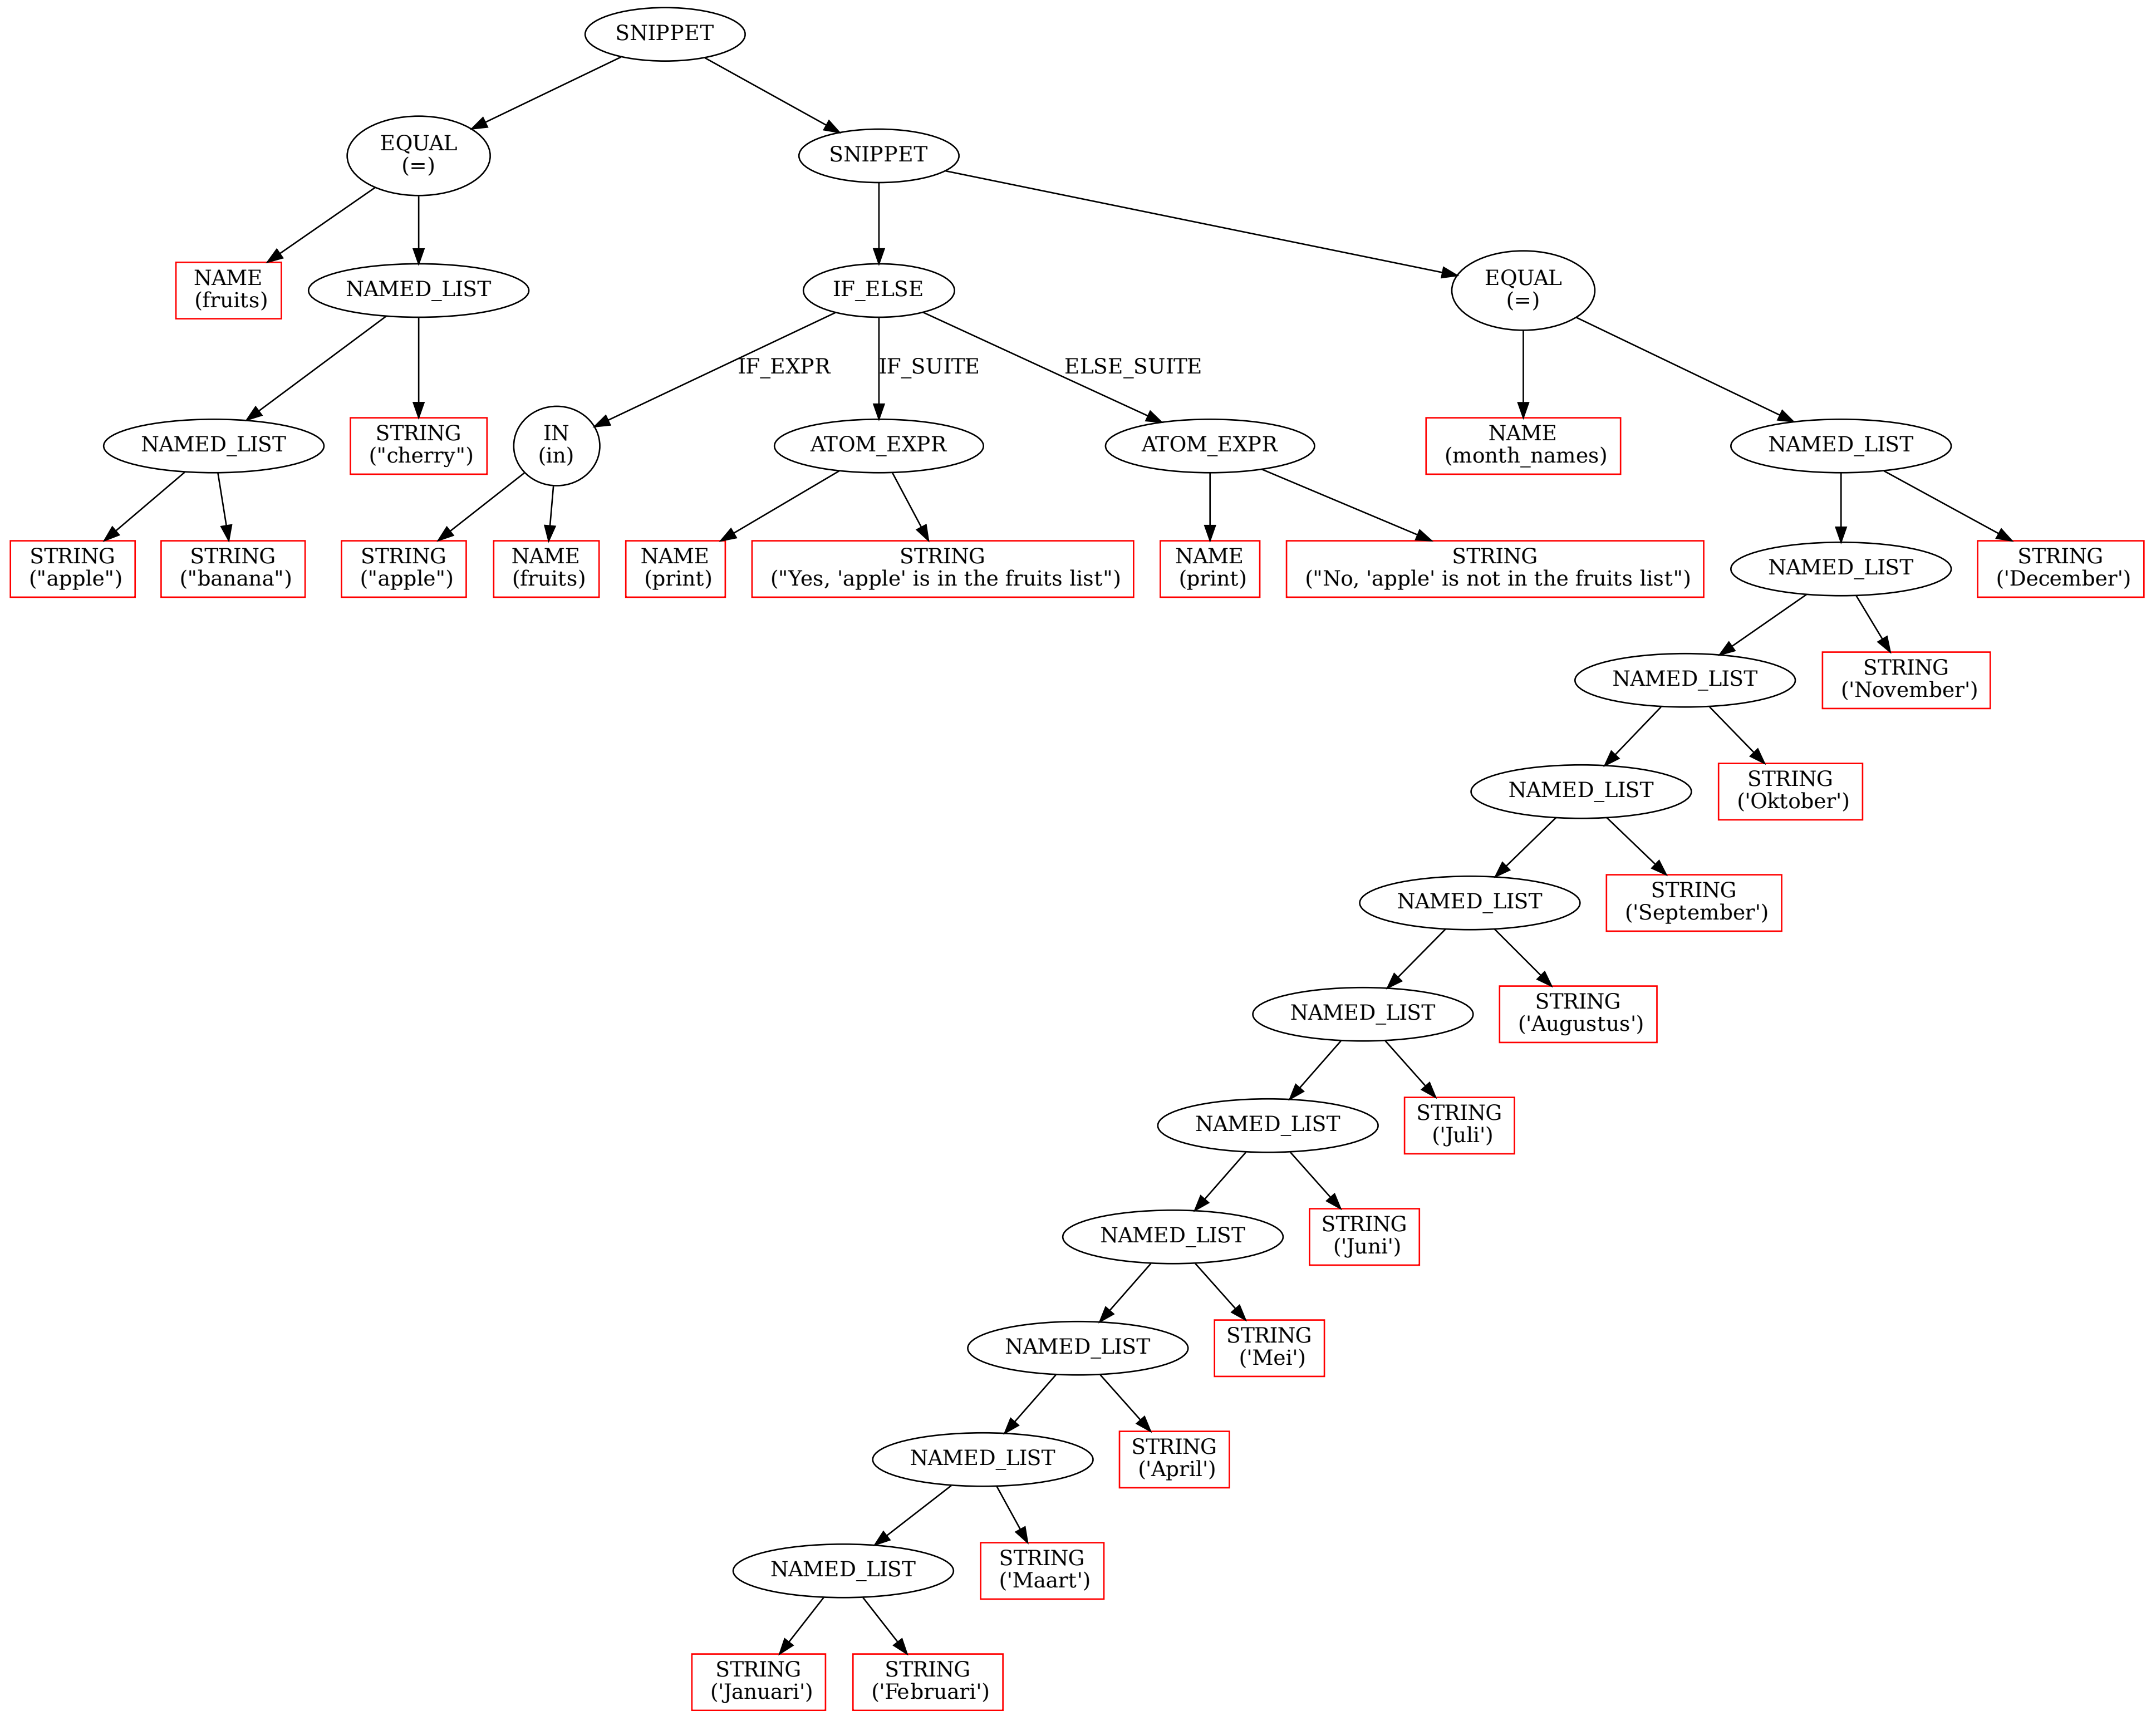 SNIPPET
EQUAL
(=)
SNIPPET
NAME
(fruits)
NAMED_LIST
IF_ELSE
EQUAL
(=)
IF_EXPR
IF_SUITE
ELSE_SUITE
NAMED_LIST
STRING
("cherry")
IN
(in)
ATOM_EXPR
ATOM_EXPR
NAME
(month_names)
NAMED_LIST
STRING
("apple")
STRING
("banana")
STRING
("apple")
NAME
(fruits)
NAME
(print)
STRING
("Yes, 'apple' is in the fruits list")
NAME
(print)
STRING
("No, 'apple' is not in the fruits list")
NAMED_LIST
STRING
('December')
NAMED_LIST
STRING
('November')
NAMED_LIST
STRING
('Oktober')
NAMED_LIST
STRING
('September')
NAMED_LIST
STRING
('Augustus')
NAMED_LIST
STRING
('Juli')
NAMED_LIST
STRING
('Juni')
NAMED_LIST
STRING
('Mei')
NAMED_LIST
STRING
('April')
NAMED_LIST
STRING
('Maart')
STRING
('Januari')
STRING
('Februari')